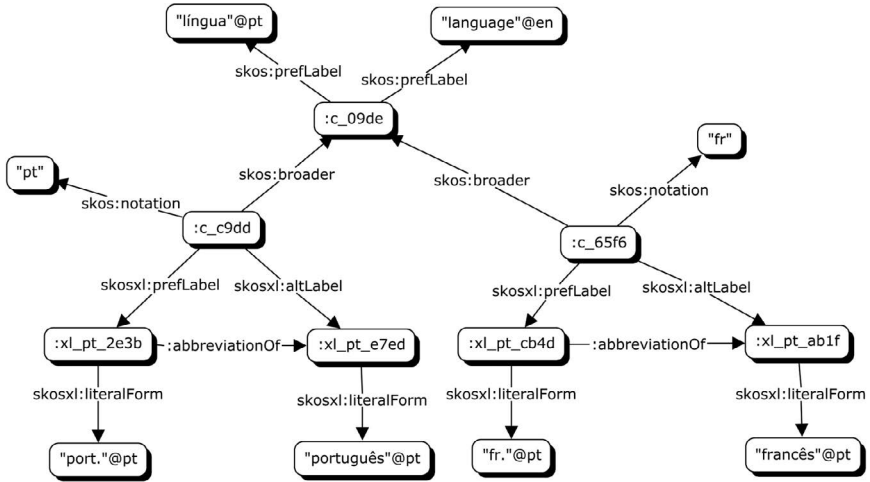 "língua"@pt
"language"@en
skos:prefLabel
skos:prefLabel
:c_09de
"pt"
skos:broader
skos:broader
"fr"
skos:notation
skos:notation
:c_c9dd
:c_65f6
skosxl:prefLabel
skosxl:altLabel
skosxl:prefLabel
skosxl:altLabel
:xl_pt_2e3b
:abbreviationOf
:xl_pt_e7ed
:xl_pt_cb4d
:abbreviationOf
:xl_pt_ab1f
skosxl:literalForm
skosxl:literalForm
skosxl:literalForm
skosxl:literalForm
"port."@pt
"português"@pt
"fr."@pt
"francês"@pt